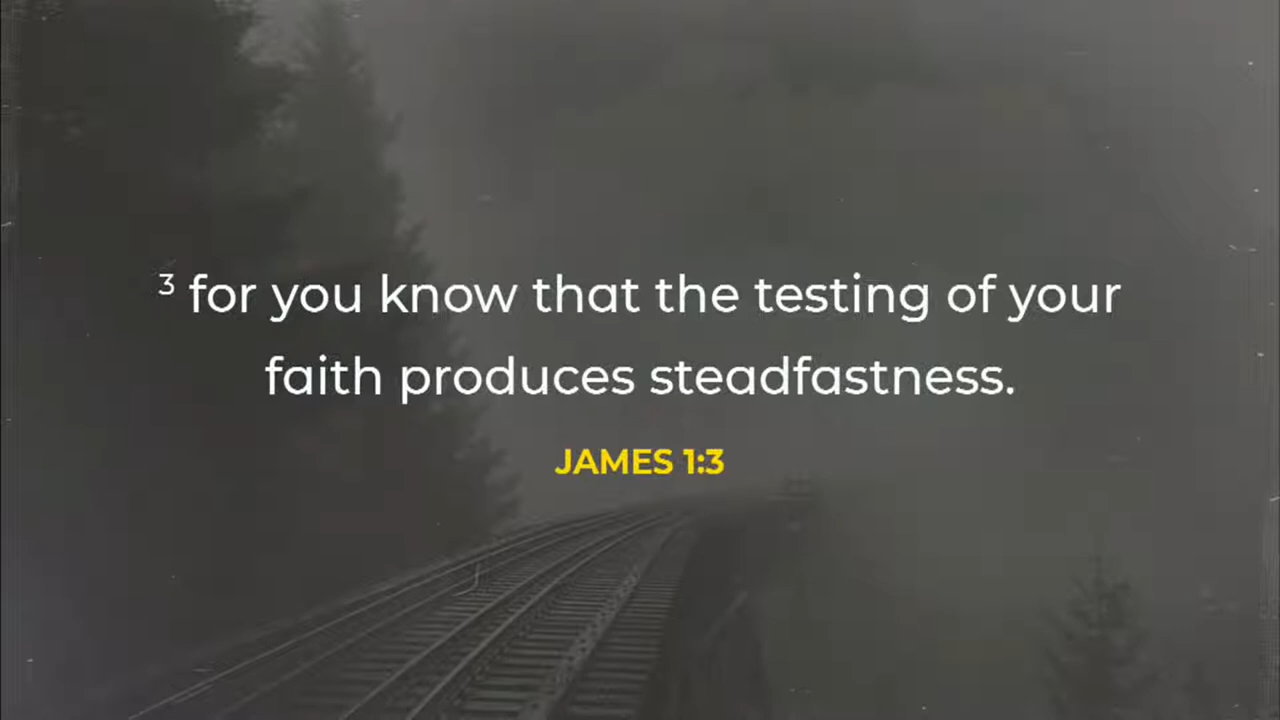 ³ for you know that the testing of your
faith produces steadfastness.
JAMES 1:3